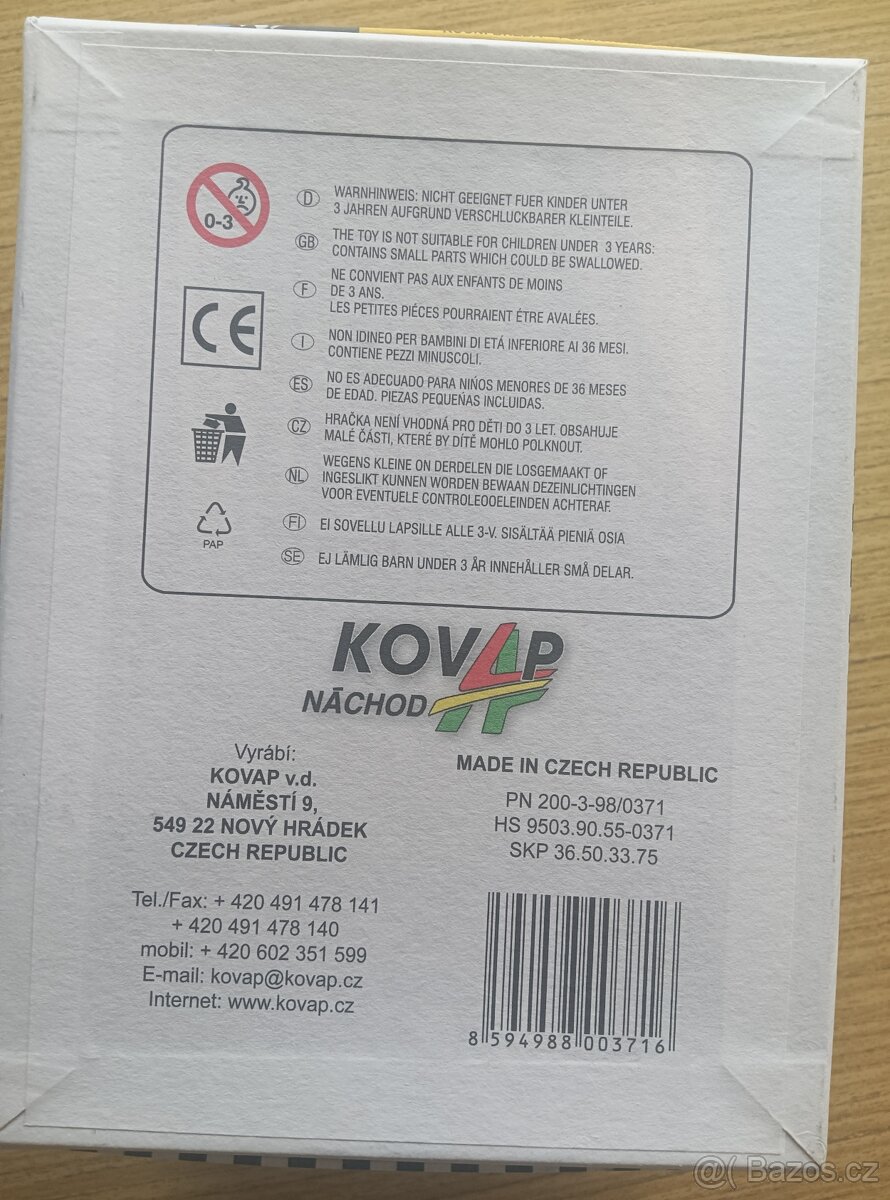 0-3
D WARNHINWEIS: NICHT GEEIGNET FUER KINDER UNTER
3 JAHREN AUFGRUND VERSCHLUCKBARER KLEINTEILE.
GB THE TOY IS NOT SUITABLE FOR CHILDREN UNDER 3 YEARS:
CONTAINS SMALL PARTS WHICH COULD BE SWALLOWED.
F NE CONVIENT PAS AUX ENFANTS DE MOINS
DE 3 ANS.
LES PETITES PIÉCES POURRAIENT ÉTRE AVALÉES.
CE
I NON IDINEO PER BAMBINI DI ETÁ INFERIORE AI 36 MESI.
CONTIENE PEZZI MINUSCOLI.
ES NO ES ADECUADO PARA NIÑOS MENORES DE 36 MESES
DE EDAD. PIEZAS PEQUEÑAS INCLUIDAS.
CZ HRAČKA NENÍ VHODNÁ PRO DĚTI DO 3 LET. OBSAHUJE
MALÉ ČÁSTI, KTERÉ BY DÍTĚ MOHLO POLKNOUT.
NL WEGENS KLEINE ON DERDELEN DIE LOSGEMAAKT OF
INGESLIKT KUNNEN WORDEN BEWAAN DEZEINLICHTINGEN
VOOR EVENTUELE CONTROLEOOELEINDEN ACHTERAF.
FI EI SOVELLU LAPSILLE ALLE 3-V. SISÄLTÄÄ PIENIÄ OSIA
PAP
SE EJ LÄMLIG BARN UNDER 3 ÅR INNEHÅLLER SMÅ DELAR.
KOVAP
NÁCHOD
Vyrábí:
KOVAP v.d.
NÁMĚSTÍ 9,
549 22 NOVÝ HRÁDEK
CZECH REPUBLIC
Tel./Fax: + 420 491 478 141
+ 420 491 478 140
mobil: + 420 602 351 599
E-mail: kovap@kovap.cz
Internet: www.kovap.cz
MADE IN CZECH REPUBLIC
PN 200-3-98/0371
HS 9503.90.55-0371
SKP 36.50.33.75
8 594988 003716
@( Bazos.cz